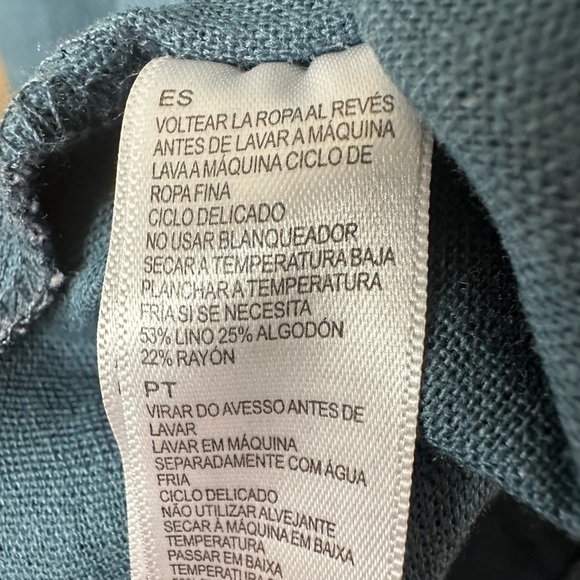 ES
VOLTEAR LA ROPA AL REVÉS
ANTES DE LAVAR A MÁQUINA
LAVA A MÁQUINA CICLO DE
ROPA FINA
CICLO DELICADO
NO USAR BLANQUEADOR
SECAR A TEMPERATURA BAJA
PLANCHAR A TEMPERATURA
FRIA SI SE NECESITA
53% LINO 25% ALGODÓN
22% RAYÓN
PT
VIRAR DO AVESSO ANTES DE
LAVAR
LAVAR EM MÁQUINA
SEPARADAMENTE COM ÁGUA
FRIA
CICLO DELICADO
NÃO UTILIZAR ALVEJANTE
SECAR À MÁQUINA EM BAIXA
TEMPERATURA
PASSAR EM BAIXA
TEMPERATURA